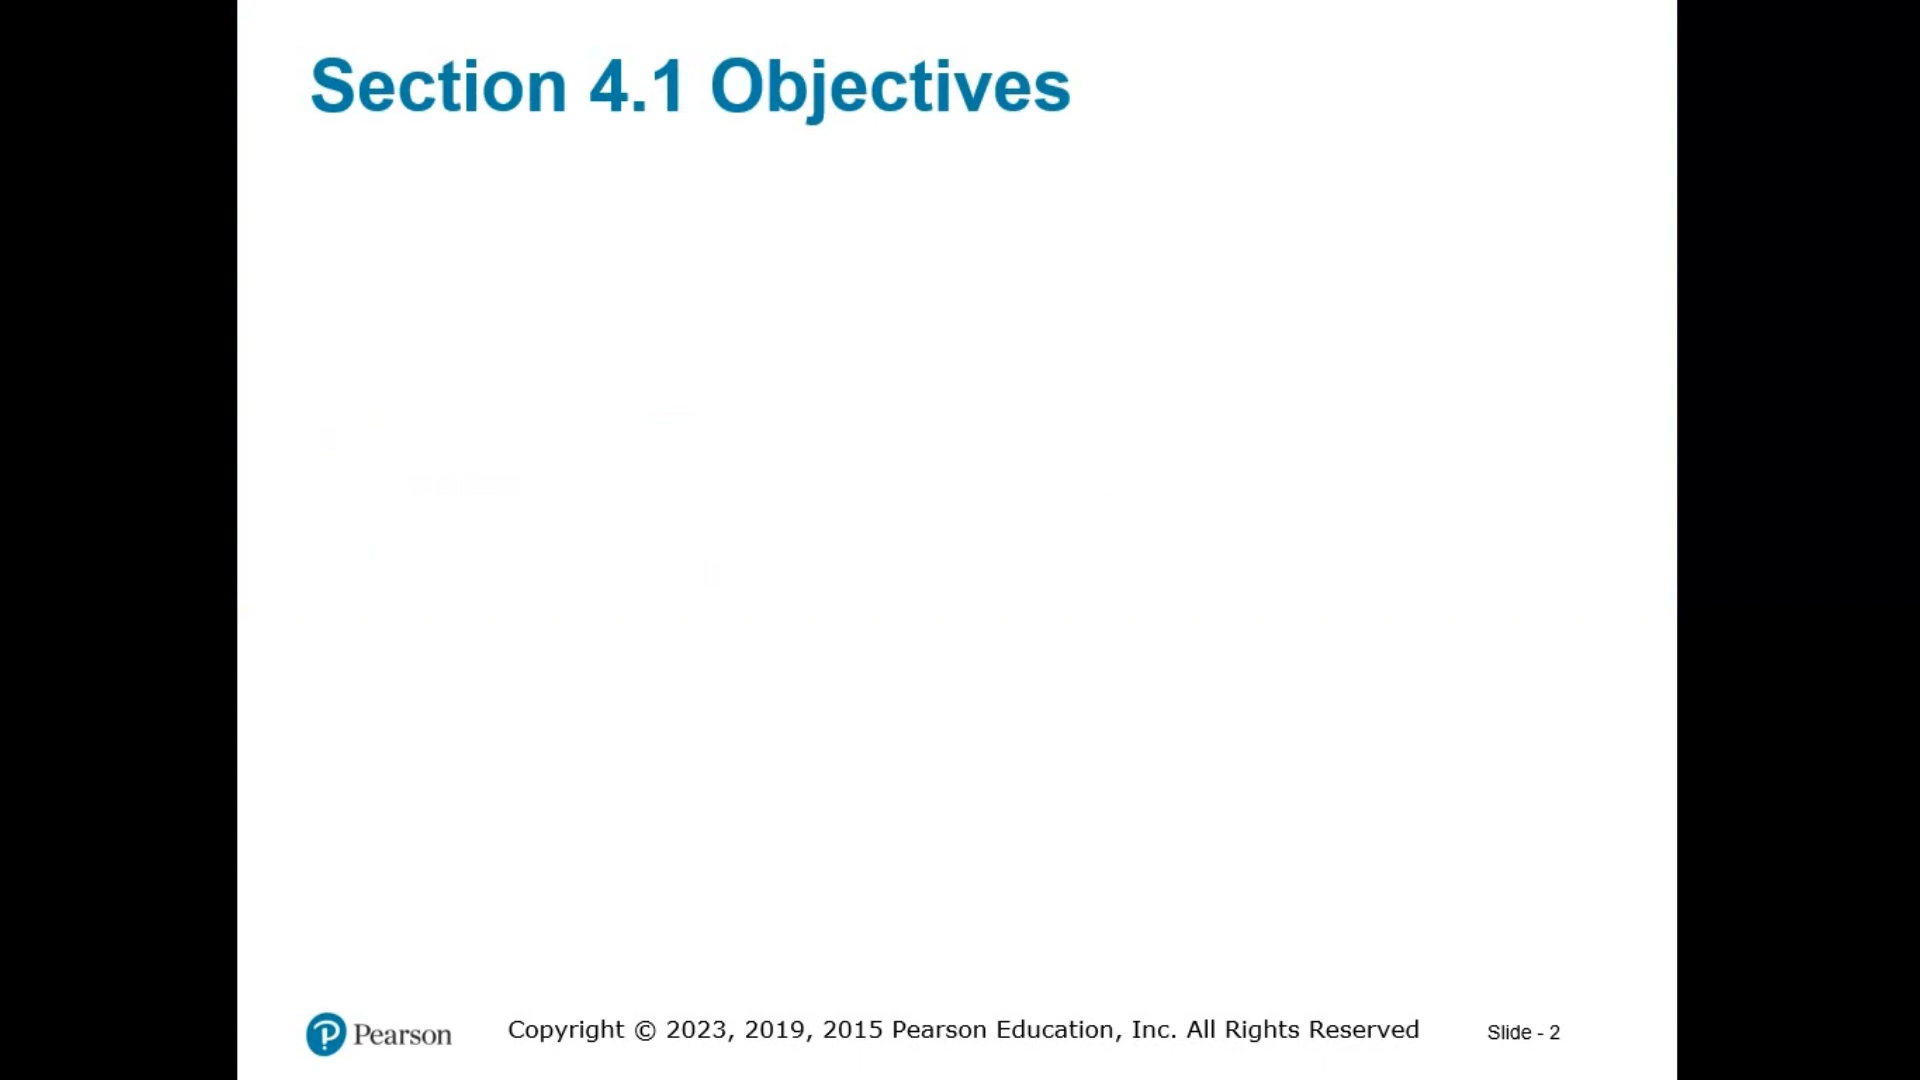 Section 4.1 Objectives
Pearson
Copyright © 2023, 2019, 2015 Pearson Education, Inc. All Rights Reserved
Slide - 2